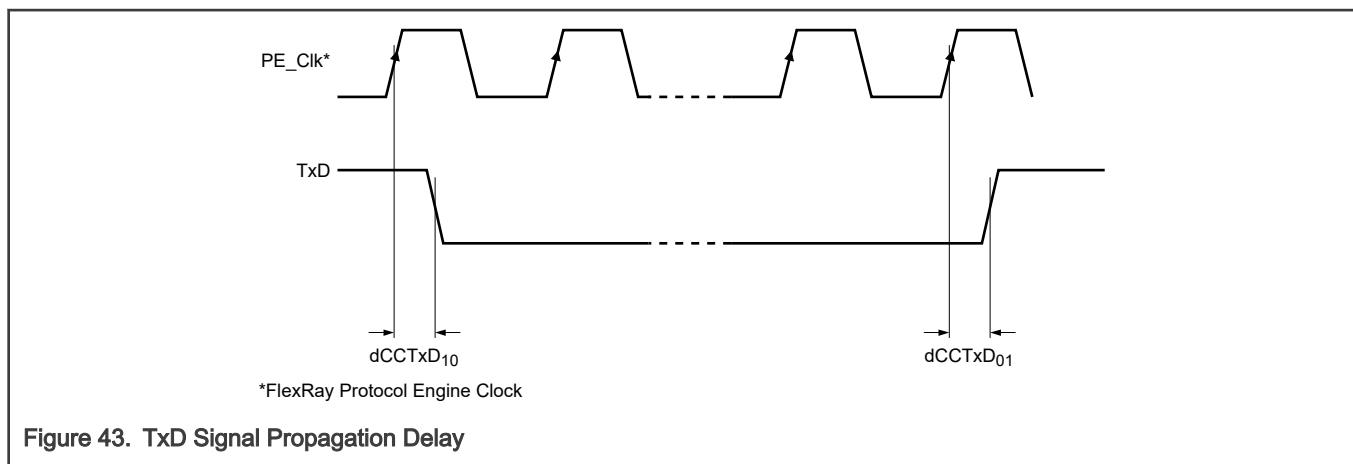 PE_Clk*
TxD
dCCTxD10
dCCTxD01
*FlexRay Protocol Engine Clock
Figure 43. TxD Signal Propagation Delay